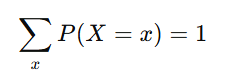 ∑ₓ P(X = x) = 1